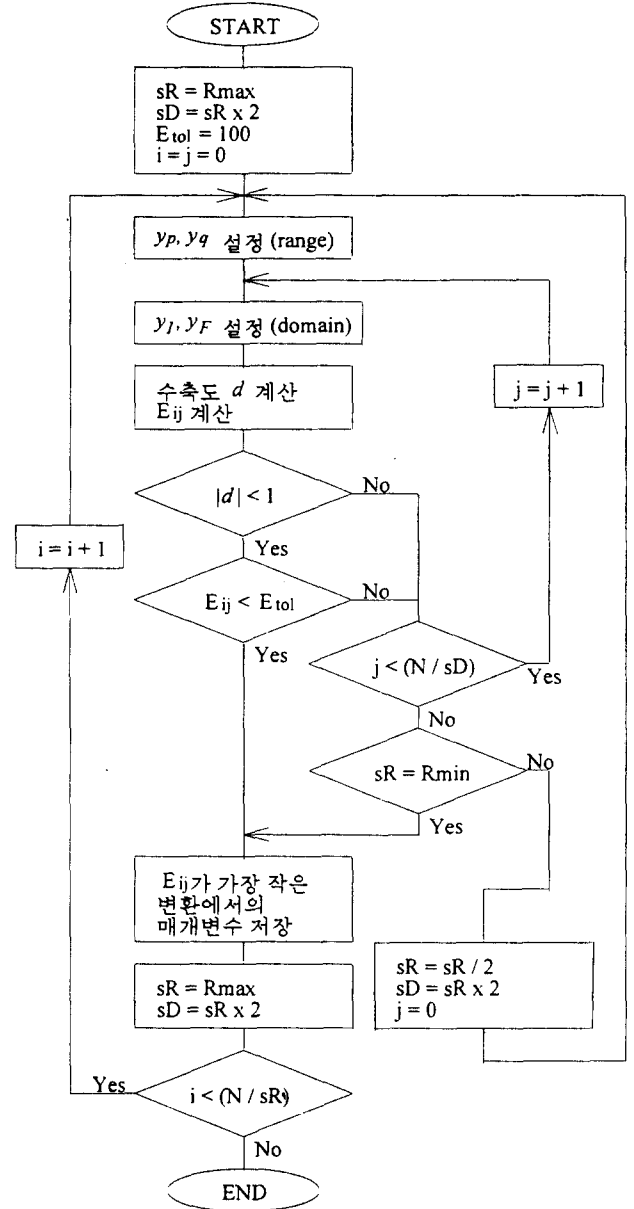 START
sR = Rmax
sD = sR x 2
Etol = 100
i = j = 0
yp, yq 설정 (range)
yI, yF 설정 (domain)
수축도 d 계산
Eij 계산
j = j + 1
|d| < 1
No
Yes
i = i + 1
Eij < Etol
No
Yes
j < (N / sD)
Yes
No
sR = Rmin
No
Yes
Eij가 가장 작은
변환에서의
매개변수 저장
sR = sR / 2
sD = sR x 2
j = 0
sR = Rmax
sD = sR x 2
Yes
i < (N / sR)
No
END